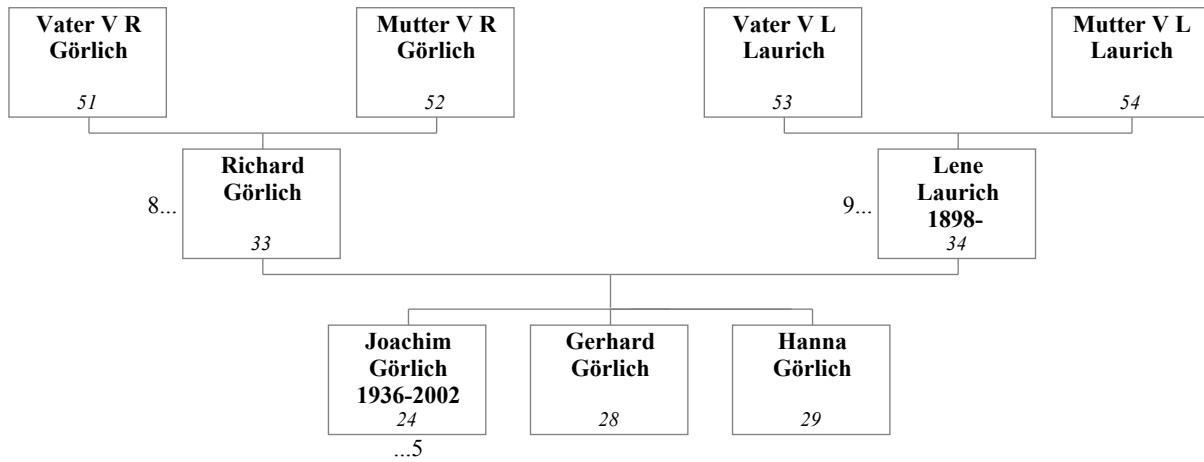 Vater V R
Görlich
51
Mutter V R
Görlich
52
Vater V L
Laurich
53
Mutter V L
Laurich
54
8...
Richard
Görlich
33
9...
Lene
Laurich
1898-
34
Joachim
Görlich
1936-2002
24
...5
Gerhard
Görlich
28
Hanna
Görlich
29